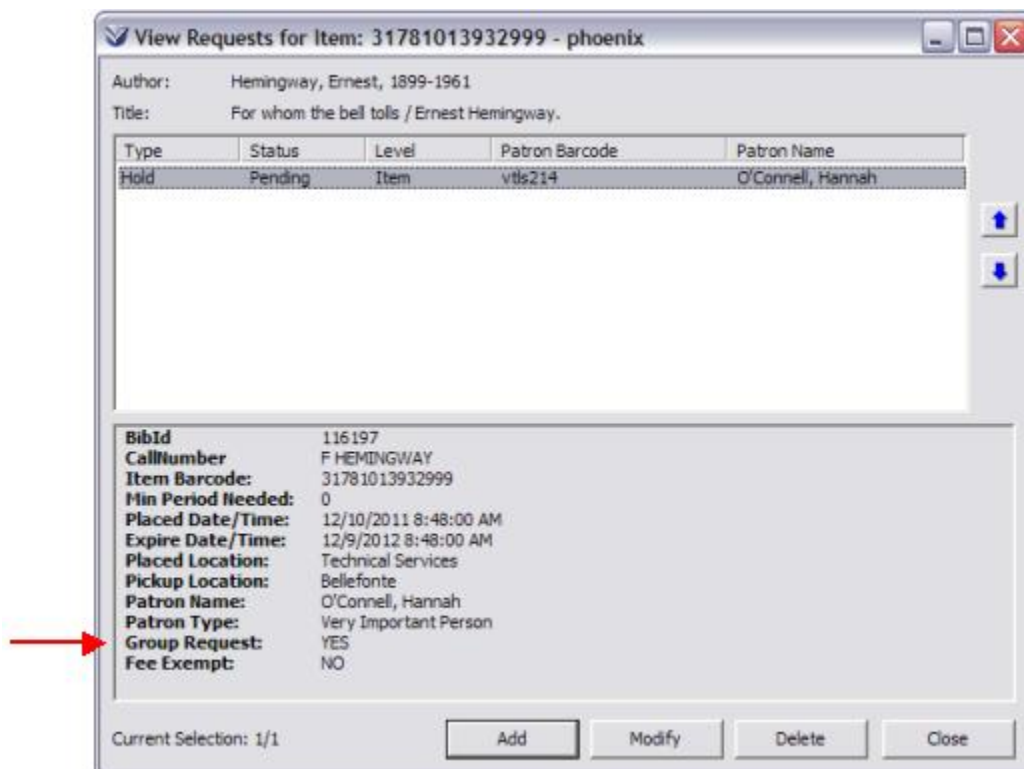 View Requests for Item: 31781013932999 - phoenix
Author: Hemingway, Ernest, 1899-1961
Title: For whom the bell tolls / Ernest Hemingway.
Type Status Level Patron Barcode Patron Name
Hold Pending Item vtls214 O'Connell, Hannah
BibId 116197
CallNumber F HEMINGWAY
Item Barcode: 31781013932999
Min Period Needed: 0
Placed Date/Time: 12/10/2011 8:48:00 AM
Expire Date/Time: 12/9/2012 8:48:00 AM
Placed Location: Technical Services
Pickup Location: Bellefonte
Patron Name: O'Connell, Hannah
Patron Type: Very Important Person
Group Request: YES
Fee Exempt: NO
Current Selection: 1/1 Add Modify Delete Close